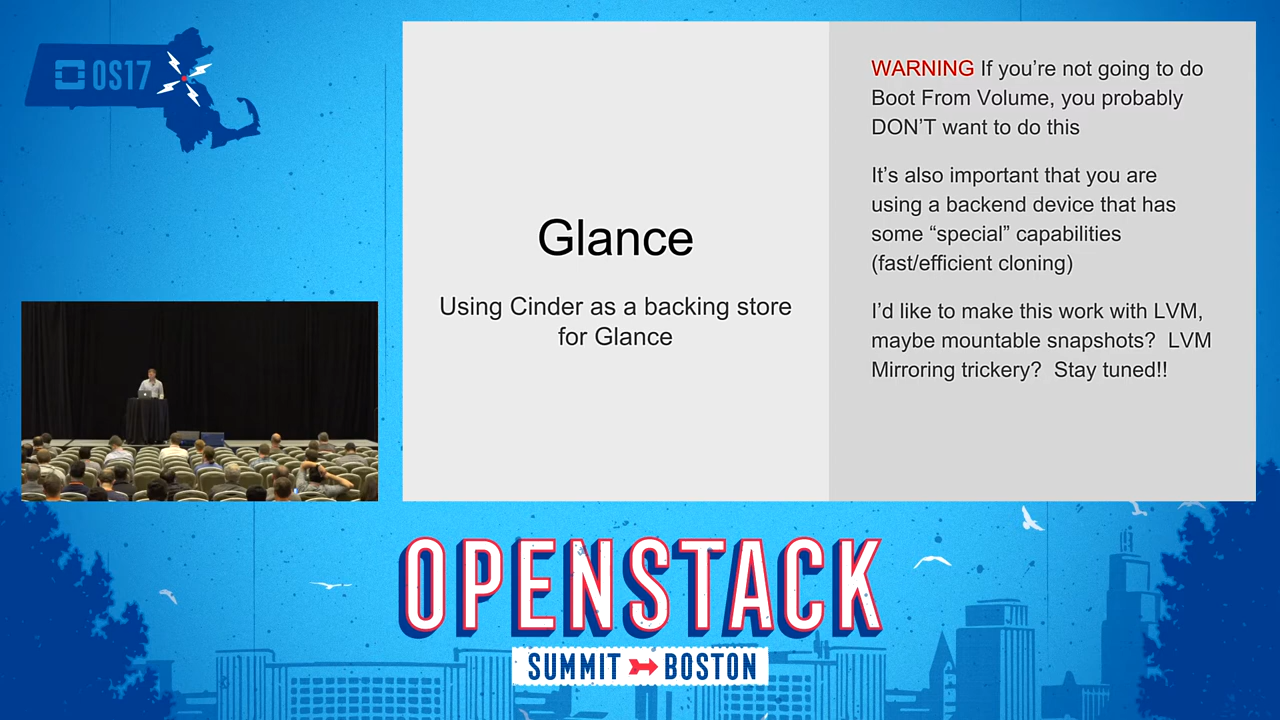 OS17
Glance
Using Cinder as a backing store
for Glance
WARNING If you’re not going to do
Boot From Volume, you probably
DON’T want to do this
It’s also important that you are
using a backend device that has
some “special” capabilities
(fast/efficient cloning)
I’d like to make this work with LVM,
maybe mountable snapshots?  LVM
Mirroring trickery?  Stay tuned!!
OPENSTACK
SUMMIT BOSTON